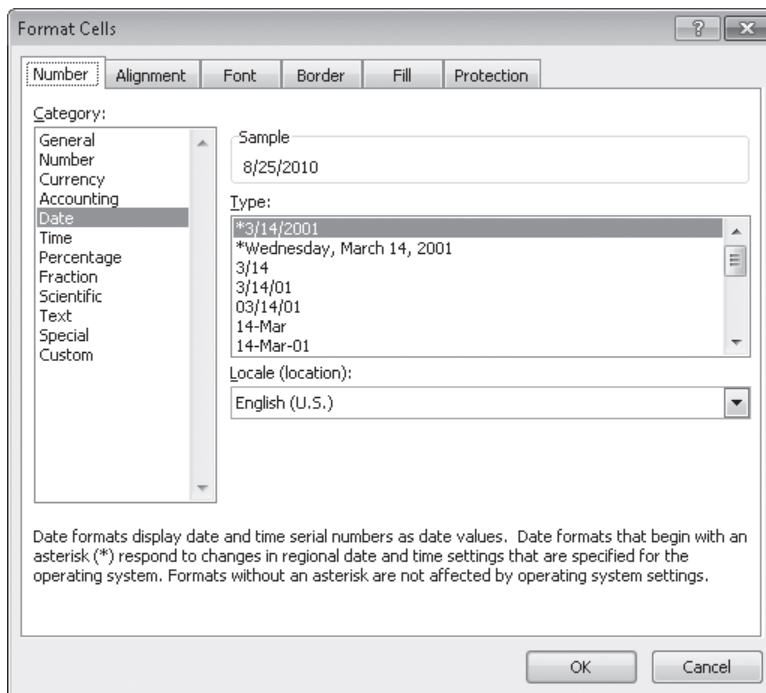 Format Cells
Number
Alignment
Font
Border
Fill
Protection
Category:
General
Number
Currency
Accounting
Date
Time
Percentage
Fraction
Scientific
Text
Special
Custom
Sample
8/25/2010
Type:
*3/14/2001
*Wednesday, March 14, 2001
3/14
3/14/01
03/14/01
14-Mar
14-Mar-01
Locale (location):
English (U.S.)
Date formats display date and time serial numbers as date values. Date formats that begin with an
asterisk (*) respond to changes in regional date and time settings that are specified for the
operating system. Formats without an asterisk are not affected by operating system settings.
OK
Cancel